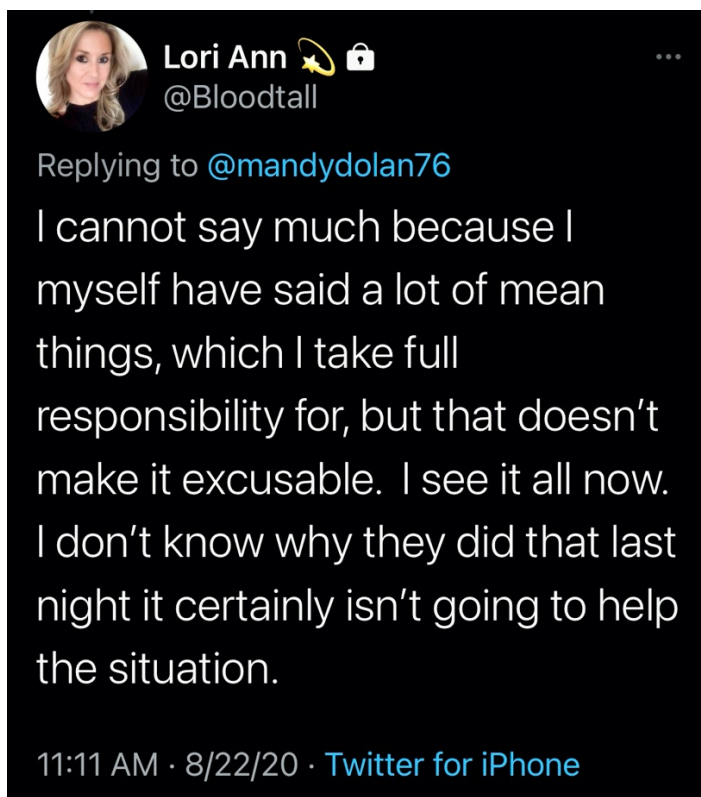 Lori Ann 💫 🔒
@Bloodtall
Replying to @mandydolan76
I cannot say much because I
myself have said a lot of mean
things, which I take full
responsibility for, but that doesn’t
make it excusable.  I see it all now.
I don’t know why they did that last
night it certainly isn’t going to help
the situation.
11:11 AM · 8/22/20 · Twitter for iPhone